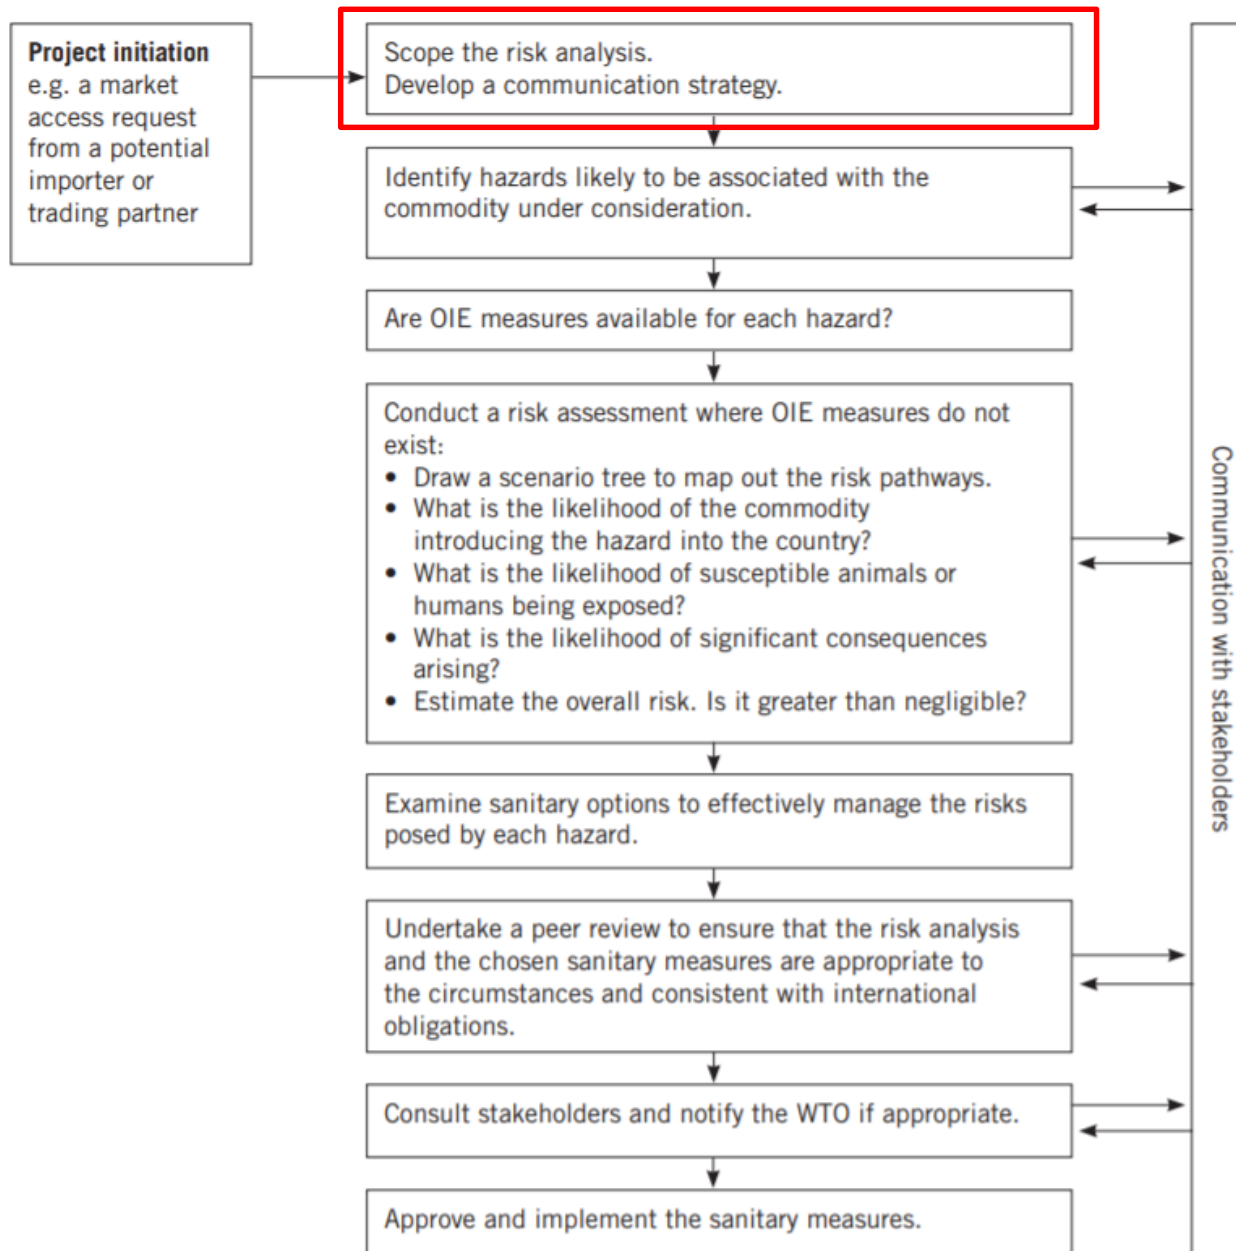 Project initiation
e.g. a market
access request
from a potential
importer or
trading partner
Scope the risk analysis.
Develop a communication strategy.
Identify hazards likely to be associated with the
commodity under consideration.
Are OIE measures available for each hazard?
Conduct a risk assessment where OIE measures do not
exist:
• Draw a scenario tree to map out the risk pathways.
• What is the likelihood of the commodity
introducing the hazard into the country?
• What is the likelihood of susceptible animals or
humans being exposed?
• What is the likelihood of significant consequences
arising?
• Estimate the overall risk. Is it greater than negligible?
Examine sanitary options to effectively manage the risks
posed by each hazard.
Undertake a peer review to ensure that the risk analysis
and the chosen sanitary measures are appropriate to
the circumstances and consistent with international
obligations.
Consult stakeholders and notify the WTO if appropriate.
Approve and implement the sanitary measures.
Communication with stakeholders